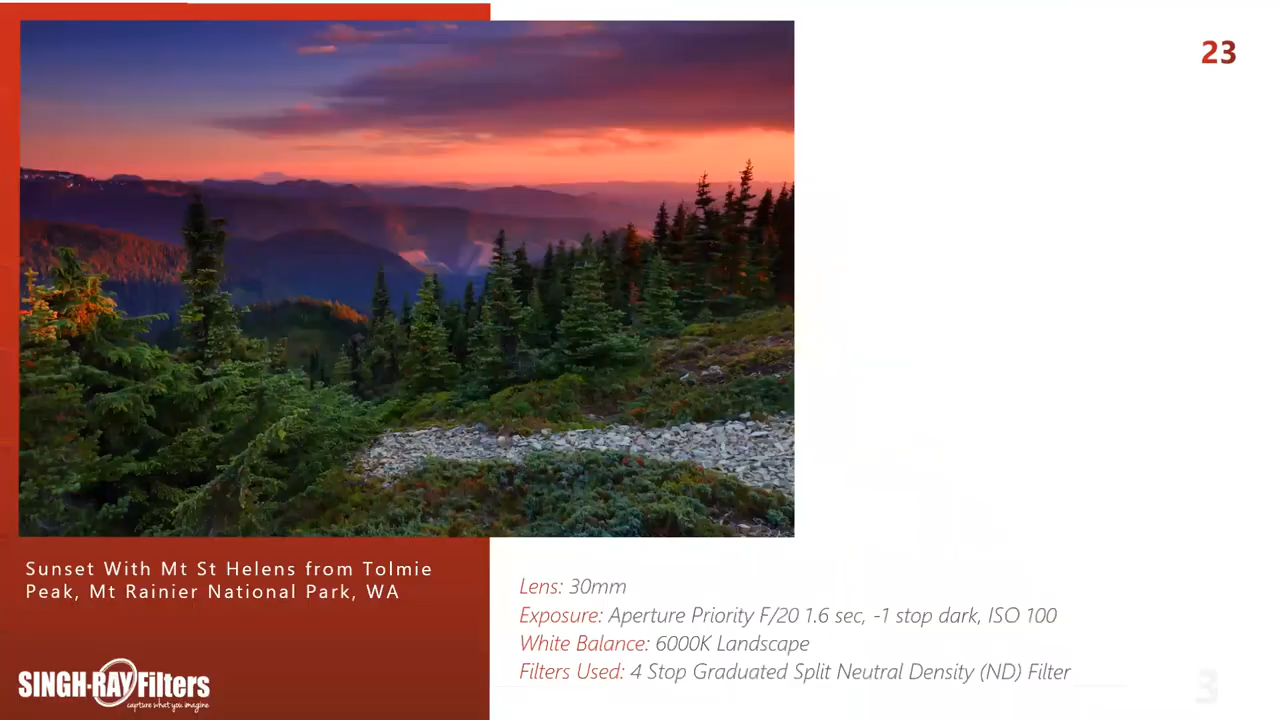 23
Sunset With Mt St Helens from Tolmie
Peak, Mt Rainier National Park, WA
Lens: 30mm
Exposure: Aperture Priority F/20 1.6 sec, -1 stop dark, ISO 100
White Balance: 6000K Landscape
Filters Used: 4 Stop Graduated Split Neutral Density (ND) Filter
SINGH-RAY Filters
capture what you imagine
3